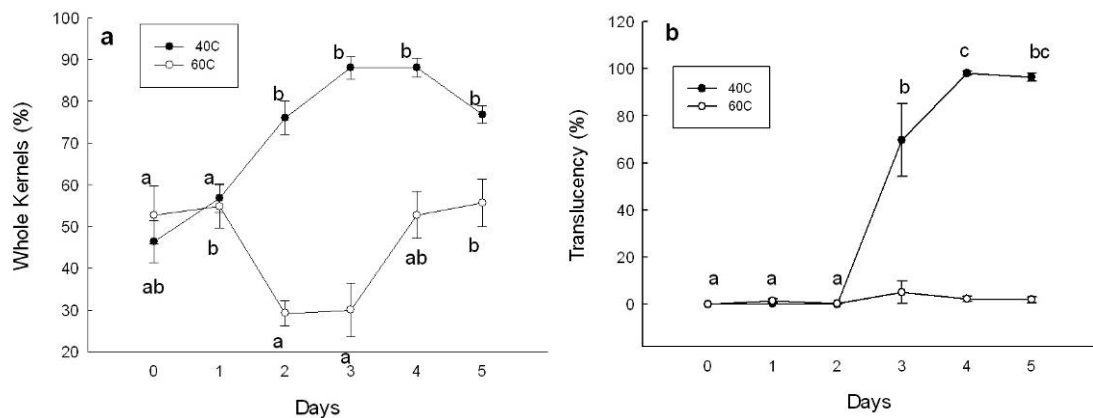 a
40C
60C
100
90
80
70
60
50
40
30
20
Whole Kernels (%)
a
a
b
b
b
b
ab
b
a
a
ab
b
0 1 2 3 4 5
Days
b
40C
60C
120
100
80
60
40
20
0
Translucency (%)
a a a b c bc
0 1 2 3 4 5
Days